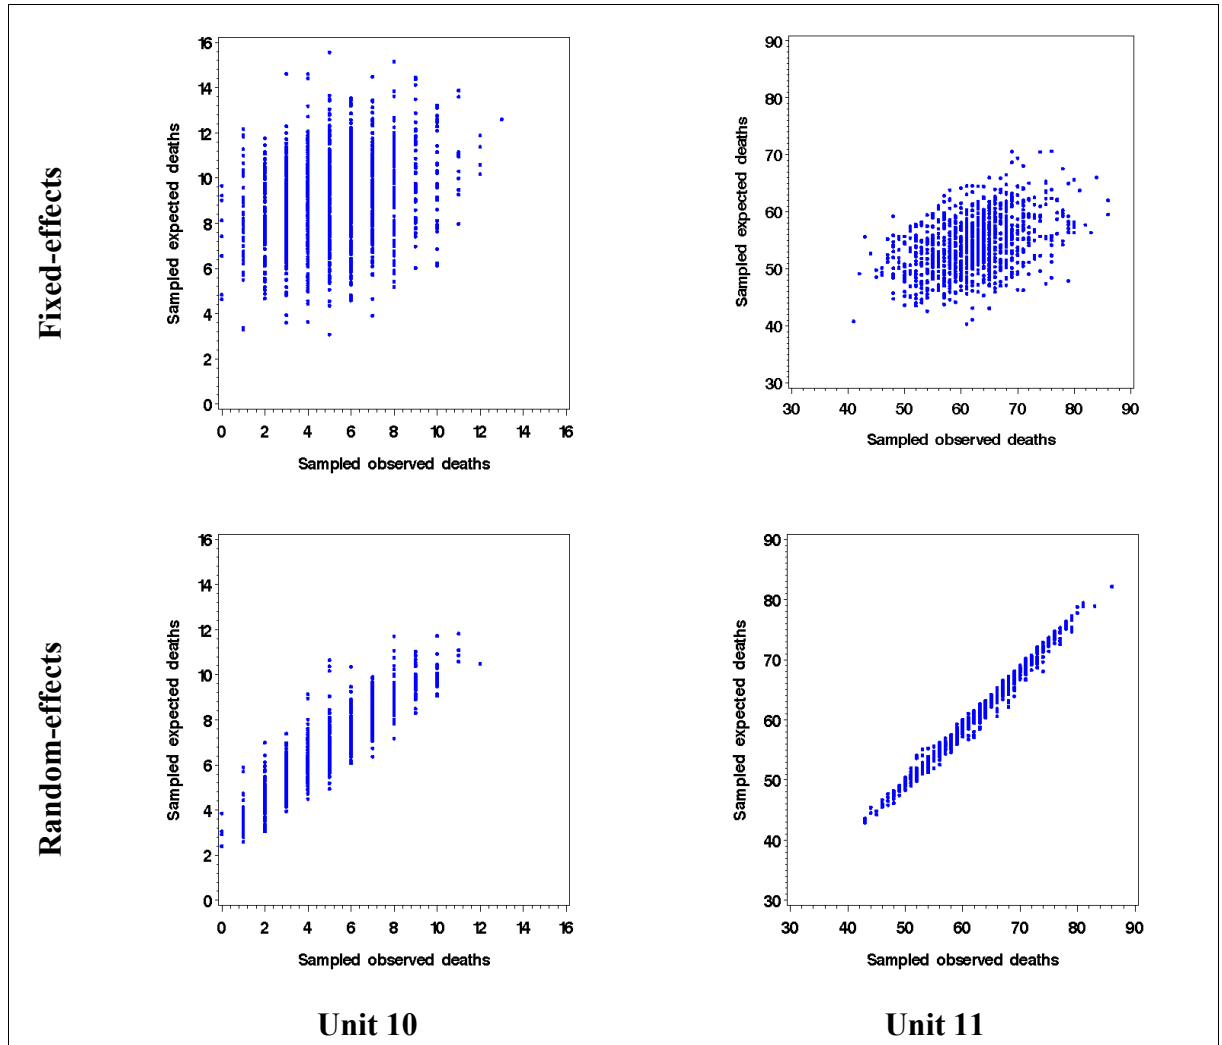 Fixed-effects
Sampled expected deaths
16
14
12
10
8
6
4
2
0
0 2 4 6 8 10 12 14 16
Sampled observed deaths
Sampled expected deaths
90
80
70
60
50
40
30
30 40 50 60 70 80 90
Sampled observed deaths
Random-effects
Sampled expected deaths
16
14
12
10
8
6
4
2
0
0 2 4 6 8 10 12 14 16
Sampled observed deaths
Sampled expected deaths
90
80
70
60
50
40
30
30 40 50 60 70 80 90
Sampled observed deaths
Unit 10
Unit 11